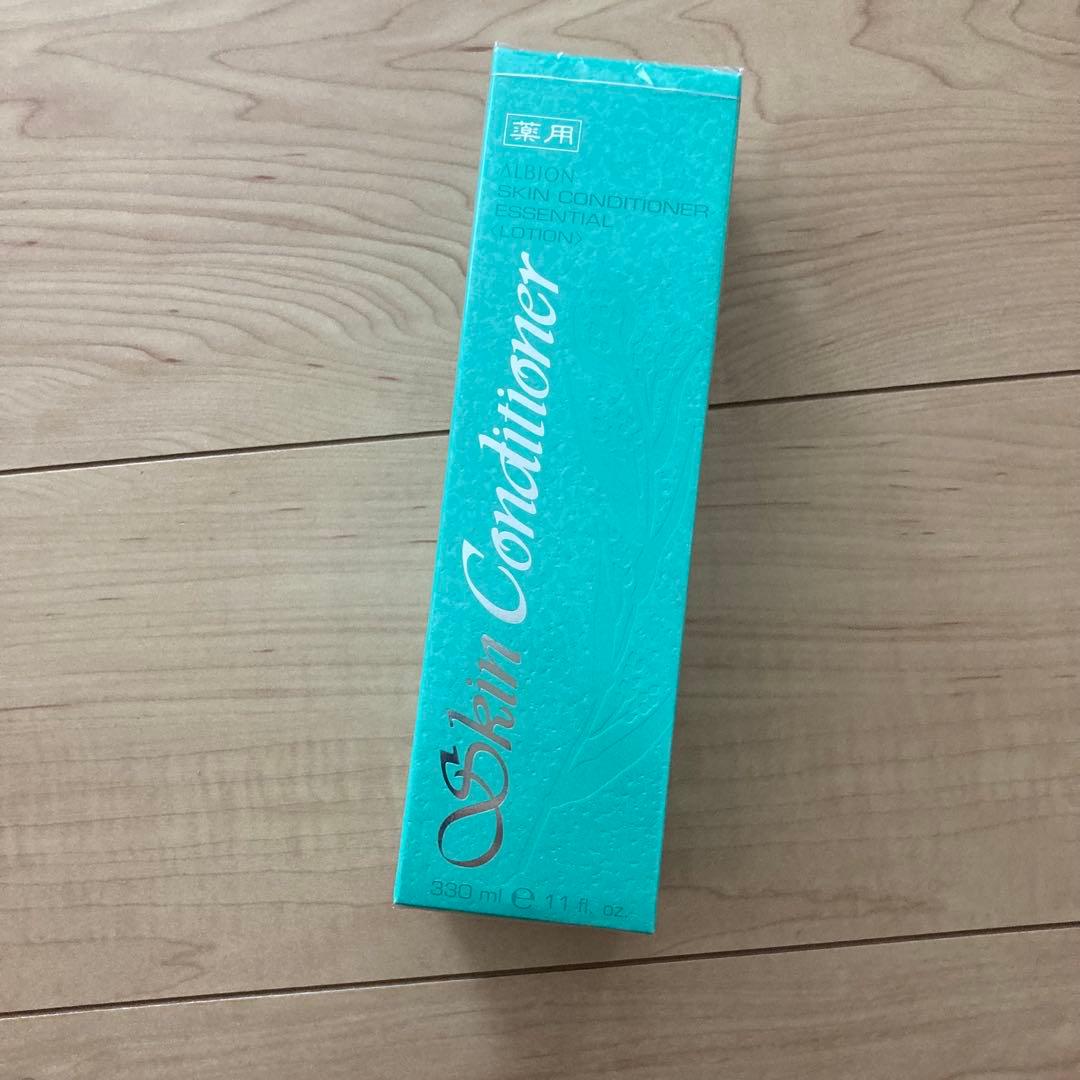 薬用
ALBION
SKIN CONDITIONER
ESSENTIAL
〈LOTION〉
Skin Conditioner
330 ml ℮ 11 fl. oz.